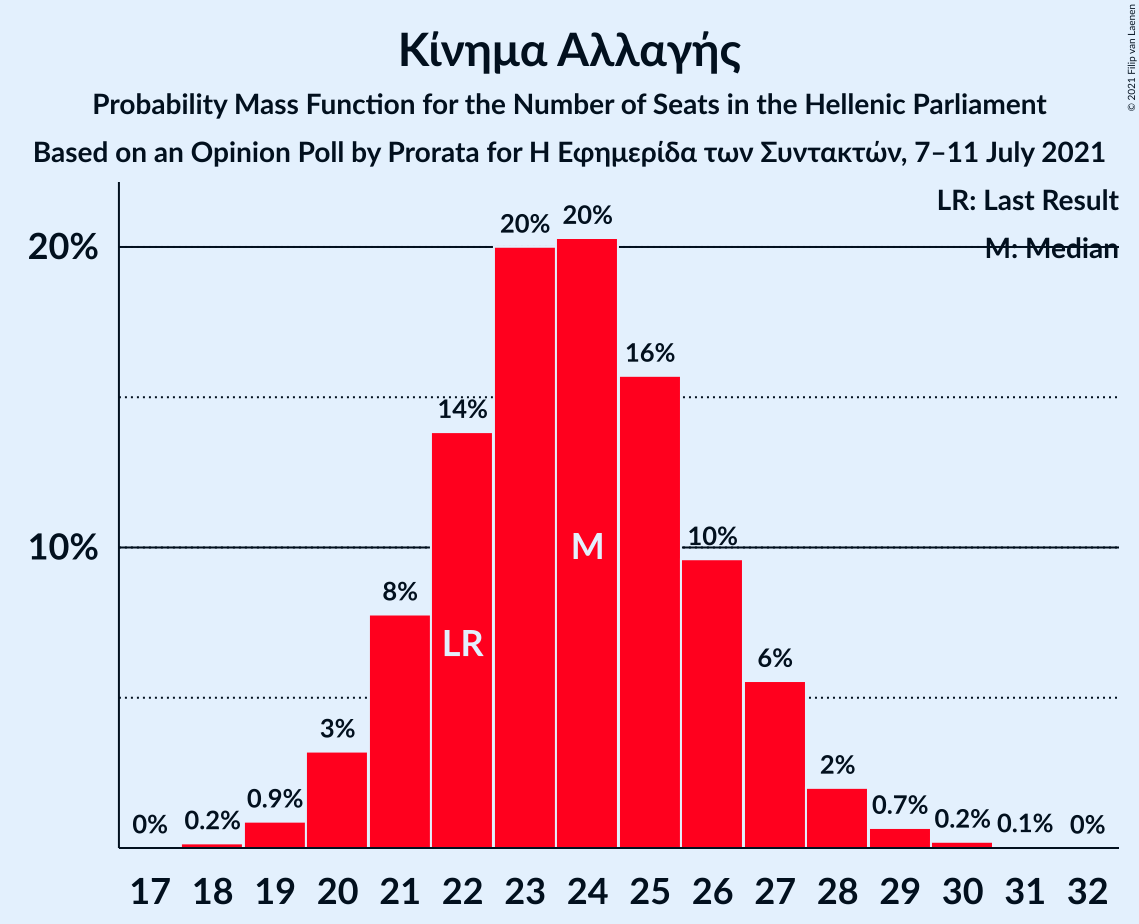 Κίνημα Αλλαγής
Probability Mass Function for the Number of Seats in the Hellenic Parliament
Based on an Opinion Poll by Prorata for Η Εφημερίδα των Συντακτών, 7–11 July 2021
© 2021 Filip van Laenen
LR: Last Result
M: Median
20%
10%
0% 0.2% 0.9% 3% 8% 14% 20% 20% 16% 10% 6% 2% 0.7% 0.2% 0.1% 0%
LR M
17 18 19 20 21 22 23 24 25 26 27 28 29 30 31 32